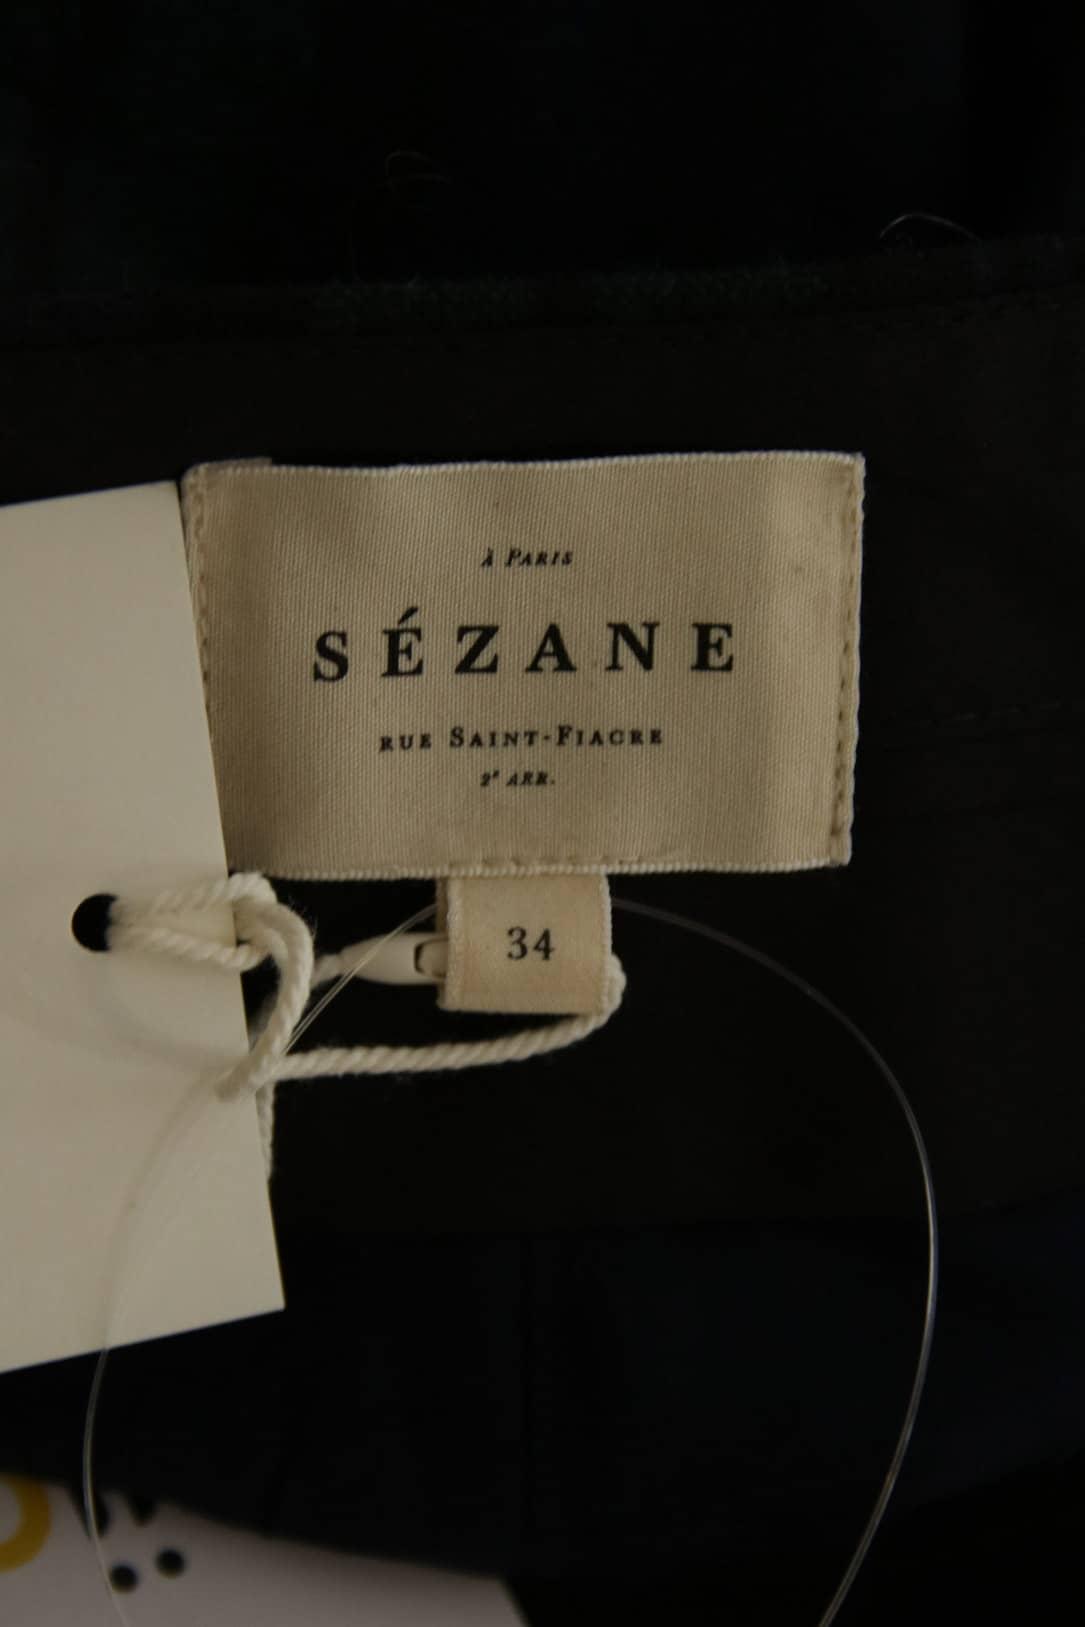 À PARIS
SÉZANE
RUE SAINT-FIACRE
2ᵉ ARR.
34